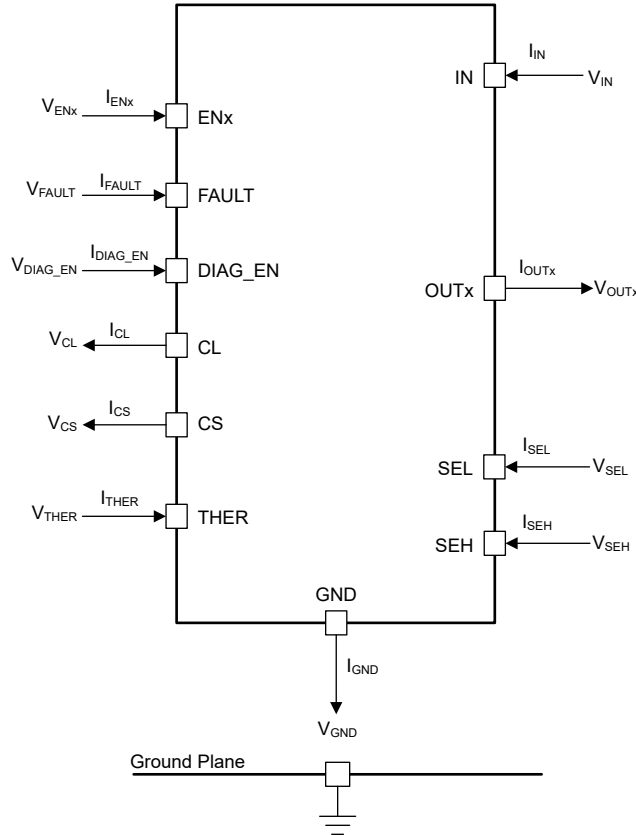 I_IN
IN
V_IN
I_ENx
V_ENx
ENx
I_FAULT
V_FAULT
FAULT
I_DIAG_EN
V_DIAG_EN
DIAG_EN
I_OUTx
OUTx
V_OUTx
I_CL
V_CL
CL
I_CS
V_CS
CS
I_SEL
SEL
V_SEL
I_THER
V_THER
THER
I_SEH
SEH
V_SEH
GND
I_GND
V_GND
Ground Plane